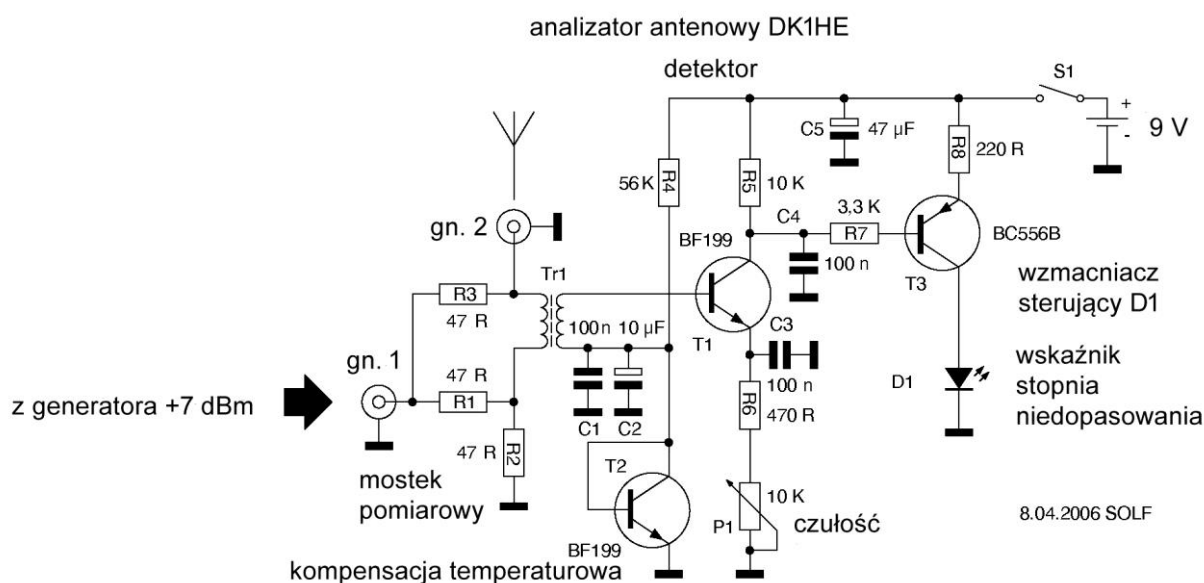 analizator antenowy DK1HE
detektor
S1
+
-
9 V
C5
47 µF
R8
220 R
56 K
R4
R5
10 K
C4
3,3 K
R7
BC556B
T3
100 n
BF199
T1
gn. 2
Tr1
R3
47 R
100 n
10 µF
C1
C2
gn. 1
47 R
R1
47 R
R2
z generatora +7 dBm
mostek
pomiarowy
C3
100 n
R6
470 R
wzmacniacz
sterujący D1
D1
wskaźnik
stopnia
niedopasowania
T2
BF199
10 K
P1
czułość
kompensacja temperaturowa
8.04.2006 SOLF